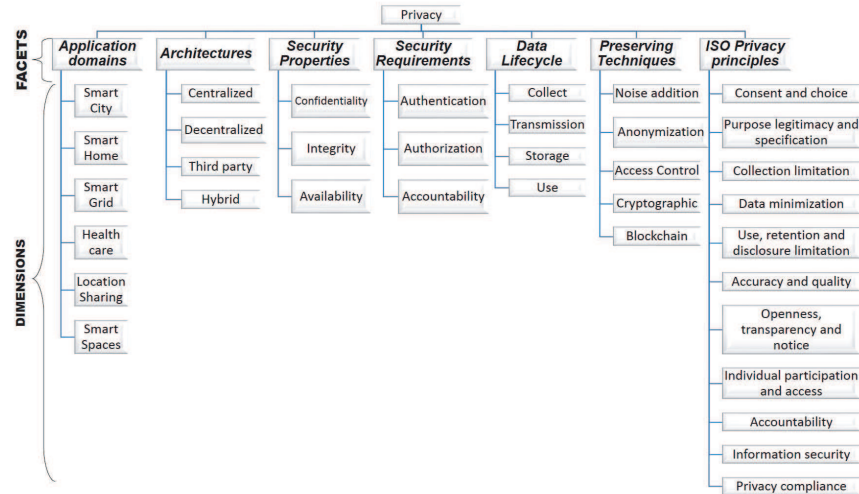 Privacy
FACETS
Application
domains
Architectures
Security
Properties
Security
Requirements
Data
Lifecycle
Preserving
Techniques
ISO Privacy
principles
DIMENSIONS
Smart
City
Smart
Home
Smart
Grid
Health
care
Location
Sharing
Smart
Spaces
Centralized
Decentralized
Third party
Hybrid
Confidentiality
Integrity
Availability
Authentication
Authorization
Accountability
Collect
Transmission
Storage
Use
Noise addition
Anonymization
Access Control
Cryptographic
Blockchain
Consent and choice
Purpose legitimacy and
specification
Collection limitation
Data minimization
Use, retention and
disclosure limitation
Accuracy and quality
Openness,
transparency and
notice
Individual participation
and access
Accountability
Information security
Privacy compliance